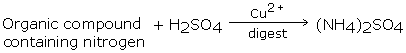 Organic compound containing nitrogen + H2SO4 Cu2+ digest (NH4)2SO4